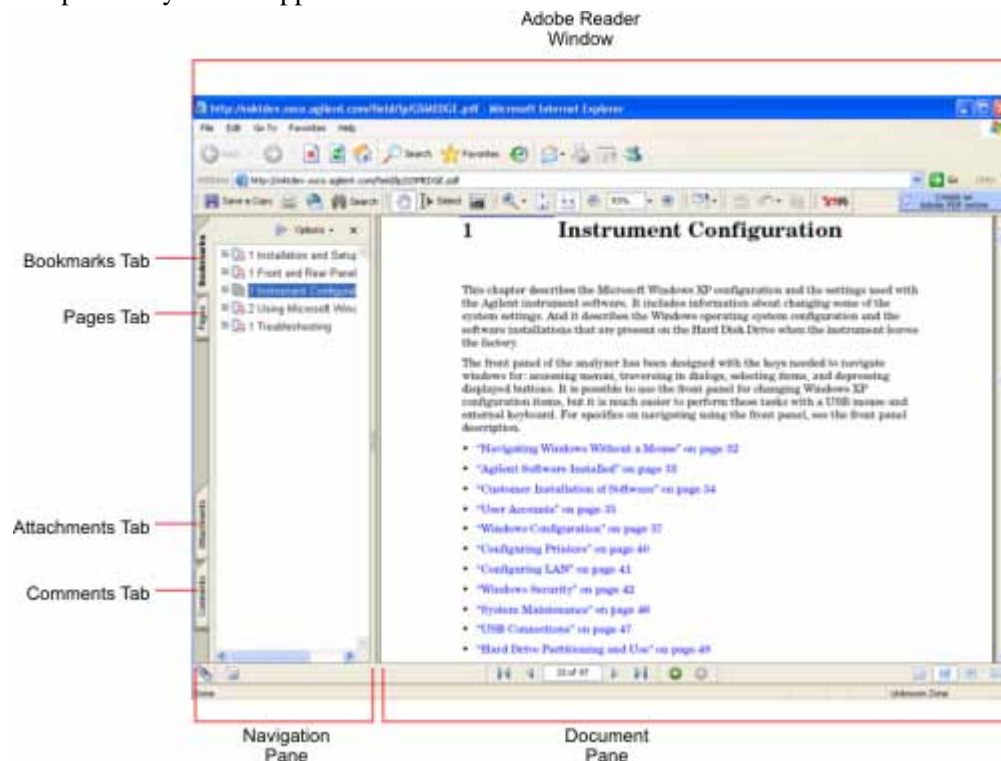 Adobe Reader
Window
Microsoft Internet Explorer
File Edit Go To Favorites Help
Search Favorites
Go
Save a Copy Search Select
Bookmarks Tab
Pages Tab
Attachments Tab
Comments Tab
Bookmarks
Pages
Attachments
Comments
Options
1 Installation and Setup
1 Front and Rear Panel
1 Instrument Configura
2 Using Microsoft Wind
1 Troubleshooting
1 Instrument Configuration
This chapter describes the Microsoft Windows XP configuration and the settings used with
the Agilent instrument software. It includes information about changing some of the
system settings. And it describes the Windows operating system configuration and the
software installations that are present on the Hard Disk Drive when the instrument leaves
the factory.
The front panel of the analyzer has been designed with the keys needed to navigate
windows for: accessing menus, traversing in dialogs, selecting items, and depressing
displayed buttons. It is possible to use the front panel for changing Windows XP
configuration items, but it is much easier to perform these tasks with a USB mouse and
external keyboard. For specifics on navigating using the front panel, see the front panel
description.
• "Navigating Windows Without a Mouse" on page 32
• "Agilent Software Installed" on page 33
• "Customer Installation of Software" on page 34
• "User Accounts" on page 35
• "Windows Configuration" on page 37
• "Configuring Printers" on page 40
• "Configuring LAN" on page 41
• "Windows Security" on page 42
• "System Maintenance" on page 46
• "USB Connections" on page 47
• "Hard Drive Partitioning and Use" on page 49
Done
Unknown Zone
Navigation
Pane
Document
Pane